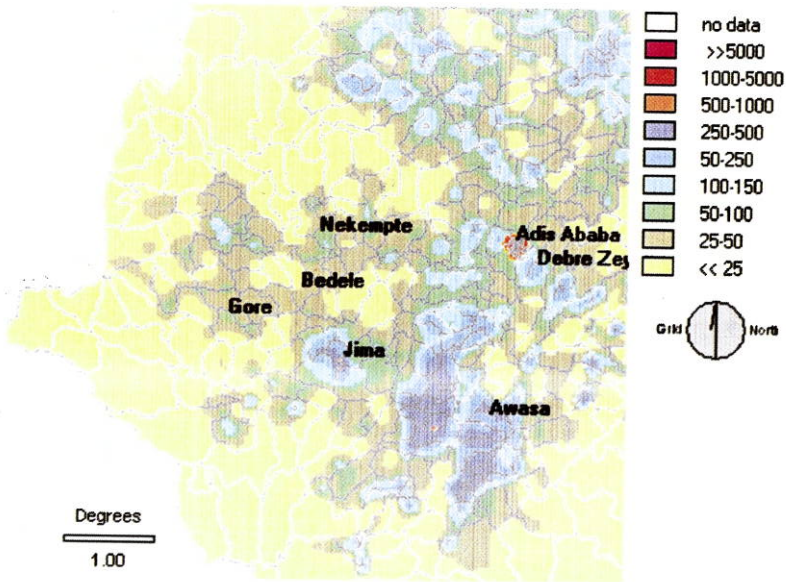 no data
>>5000
1000-5000
500-1000
250-500
50-250
100-150
50-100
25-50
<< 25
Nekempte
Adis Ababa
Debre Zey
Bedele
Gore
Jima
Awasa
Grid North
Degrees
1.00